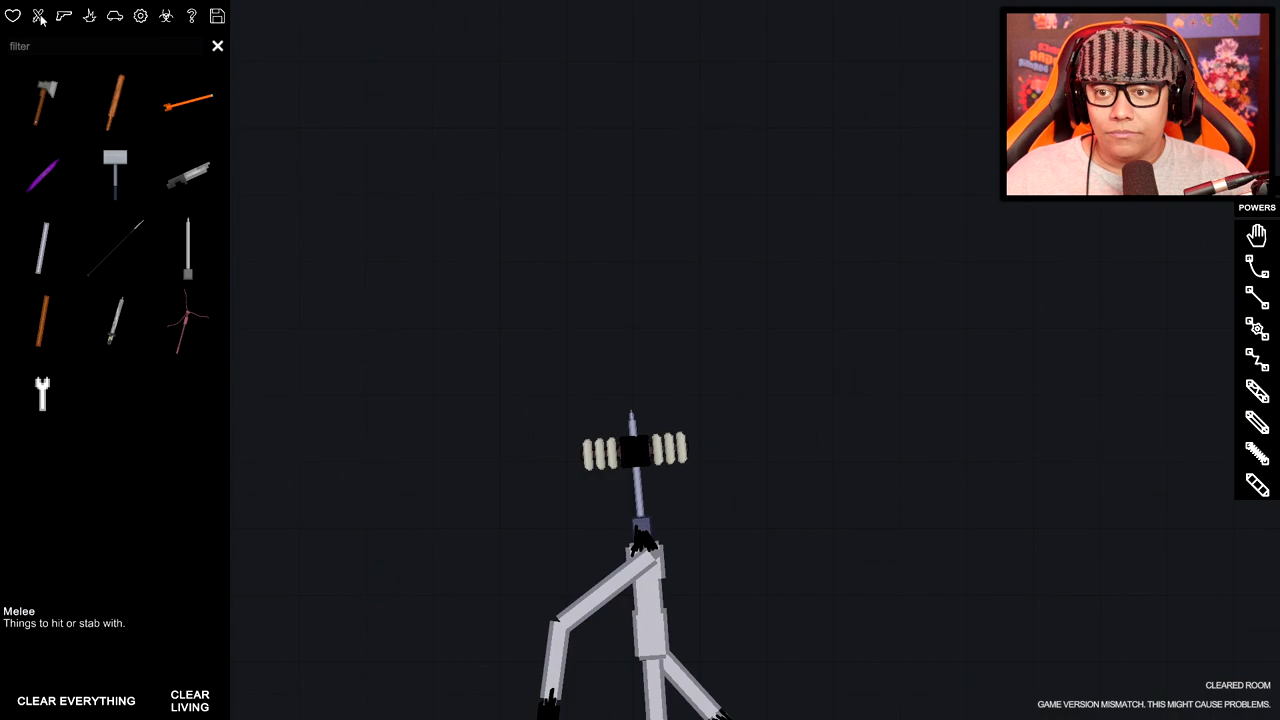 filter
POWERS
Melee
Things to hit or stab with.
CLEAR EVERYTHING
CLEAR
LIVING
CLEARED ROOM
GAME VERSION MISMATCH. THIS MIGHT CAUSE PROBLEMS.